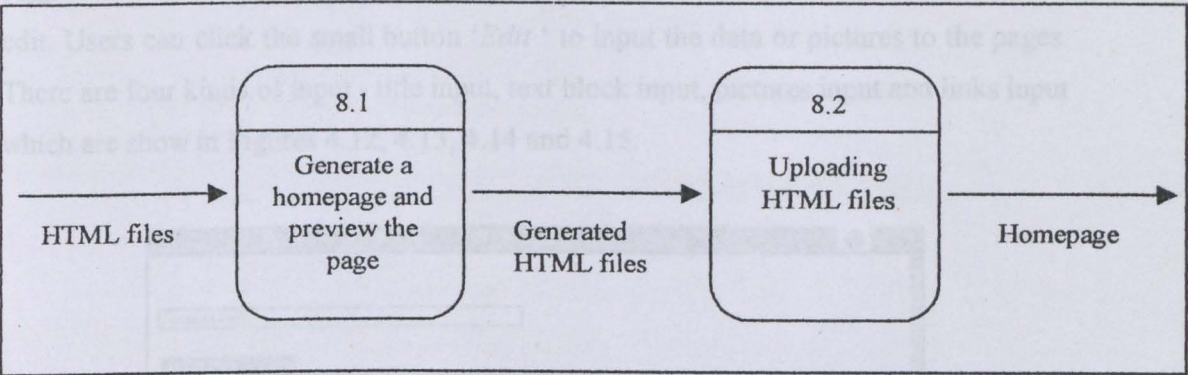 edit. Users can click the small button 'Edit' to input the data or pictures to the pages
There are four kinds of input - title input, text block input, pictures input and links input
which are show in Figures 4.12, 4.13, 4.14 and 4.15.
8.1
Generate a
homepage and
preview the
page
8.2
Uploading
HTML files
HTML files
Generated
HTML files
Homepage